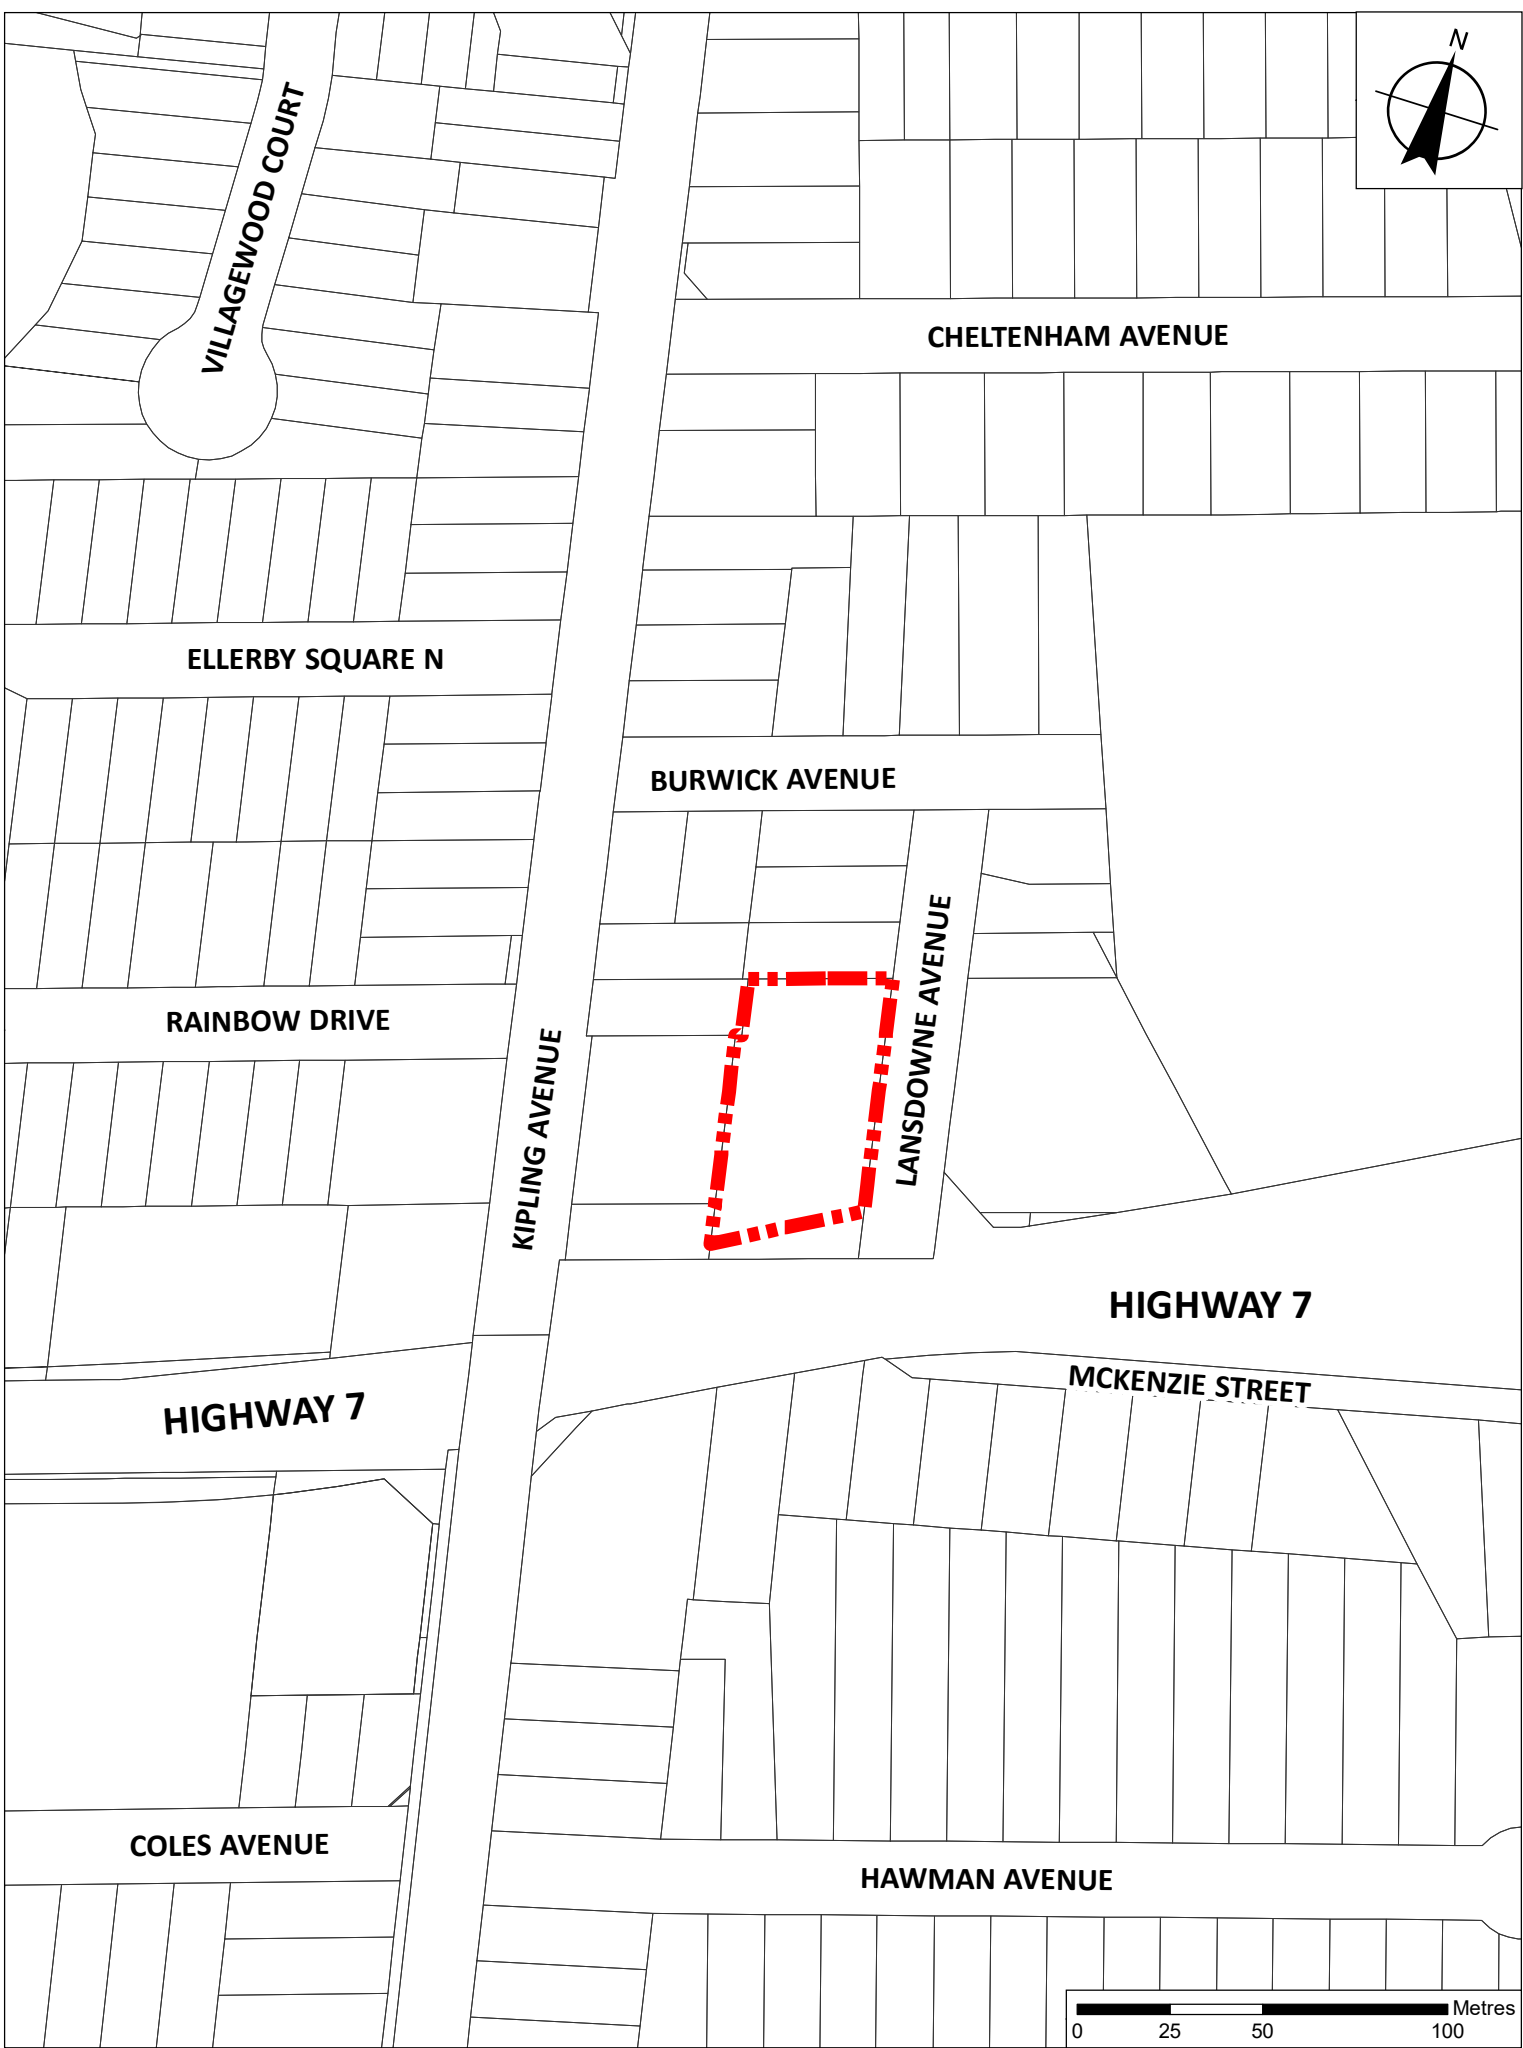 N
VILLAGEWOOD COURT
CHELTENHAM AVENUE
ELLERBY SQUARE N
BURWICK AVENUE
RAINBOW DRIVE
KIPLING AVENUE
LANSDOWNE AVENUE
HIGHWAY 7
MCKENZIE STREET
HIGHWAY 7
COLES AVENUE
HAWMAN AVENUE
Metres
0 25 50 100